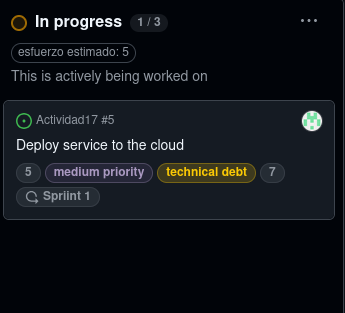 In progress 1 / 3
esfuerzo estimado: 5
This is actively being worked on
Actividad17 #5
Deploy service to the cloud
5 medium priority technical debt 7
Spriint 1